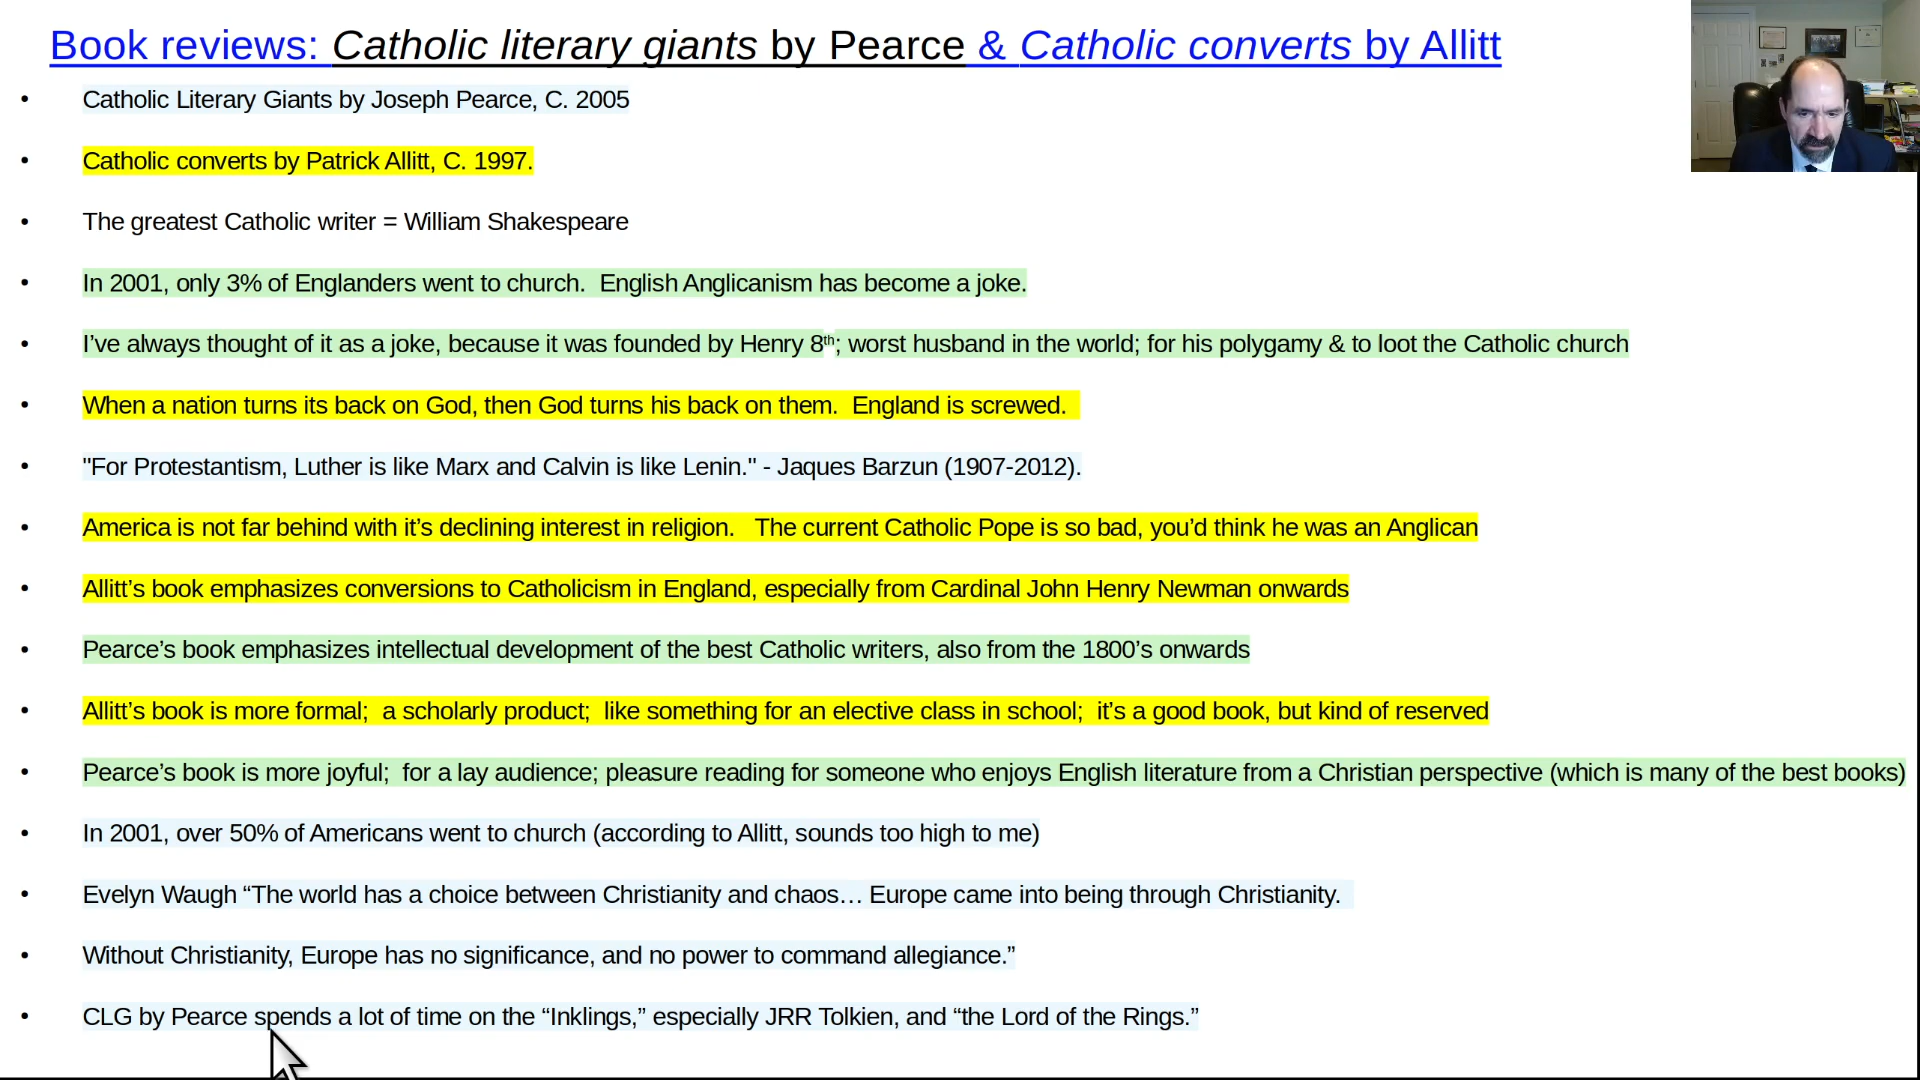 Book reviews: Catholic literary giants by Pearce & Catholic converts by Allitt
• Catholic Literary Giants by Joseph Pearce, C. 2005
• Catholic converts by Patrick Allitt, C. 1997.
• The greatest Catholic writer = William Shakespeare
• In 2001, only 3% of Englanders went to church.  English Anglicanism has become a joke.
• I’ve always thought of it as a joke, because it was founded by Henry 8th; worst husband in the world; for his polygamy & to loot the Catholic church
• When a nation turns its back on God, then God turns his back on them.  England is screwed.
• "For Protestantism, Luther is like Marx and Calvin is like Lenin." - Jaques Barzun (1907-2012).
• America is not far behind with it’s declining interest in religion.   The current Catholic Pope is so bad, you’d think he was an Anglican
• Allitt’s book emphasizes conversions to Catholicism in England, especially from Cardinal John Henry Newman onwards
• Pearce’s book emphasizes intellectual development of the best Catholic writers, also from the 1800’s onwards
• Allitt’s book is more formal;  a scholarly product;  like something for an elective class in school;  it’s a good book, but kind of reserved
• Pearce’s book is more joyful;  for a lay audience; pleasure reading for someone who enjoys English literature from a Christian perspective (which is many of the best books)
• In 2001, over 50% of Americans went to church (according to Allitt, sounds too high to me)
• Evelyn Waugh “The world has a choice between Christianity and chaos… Europe came into being through Christianity.
• Without Christianity, Europe has no significance, and no power to command allegiance.”
• CLG by Pearce spends a lot of time on the “Inklings,” especially JRR Tolkien, and “the Lord of the Rings.”